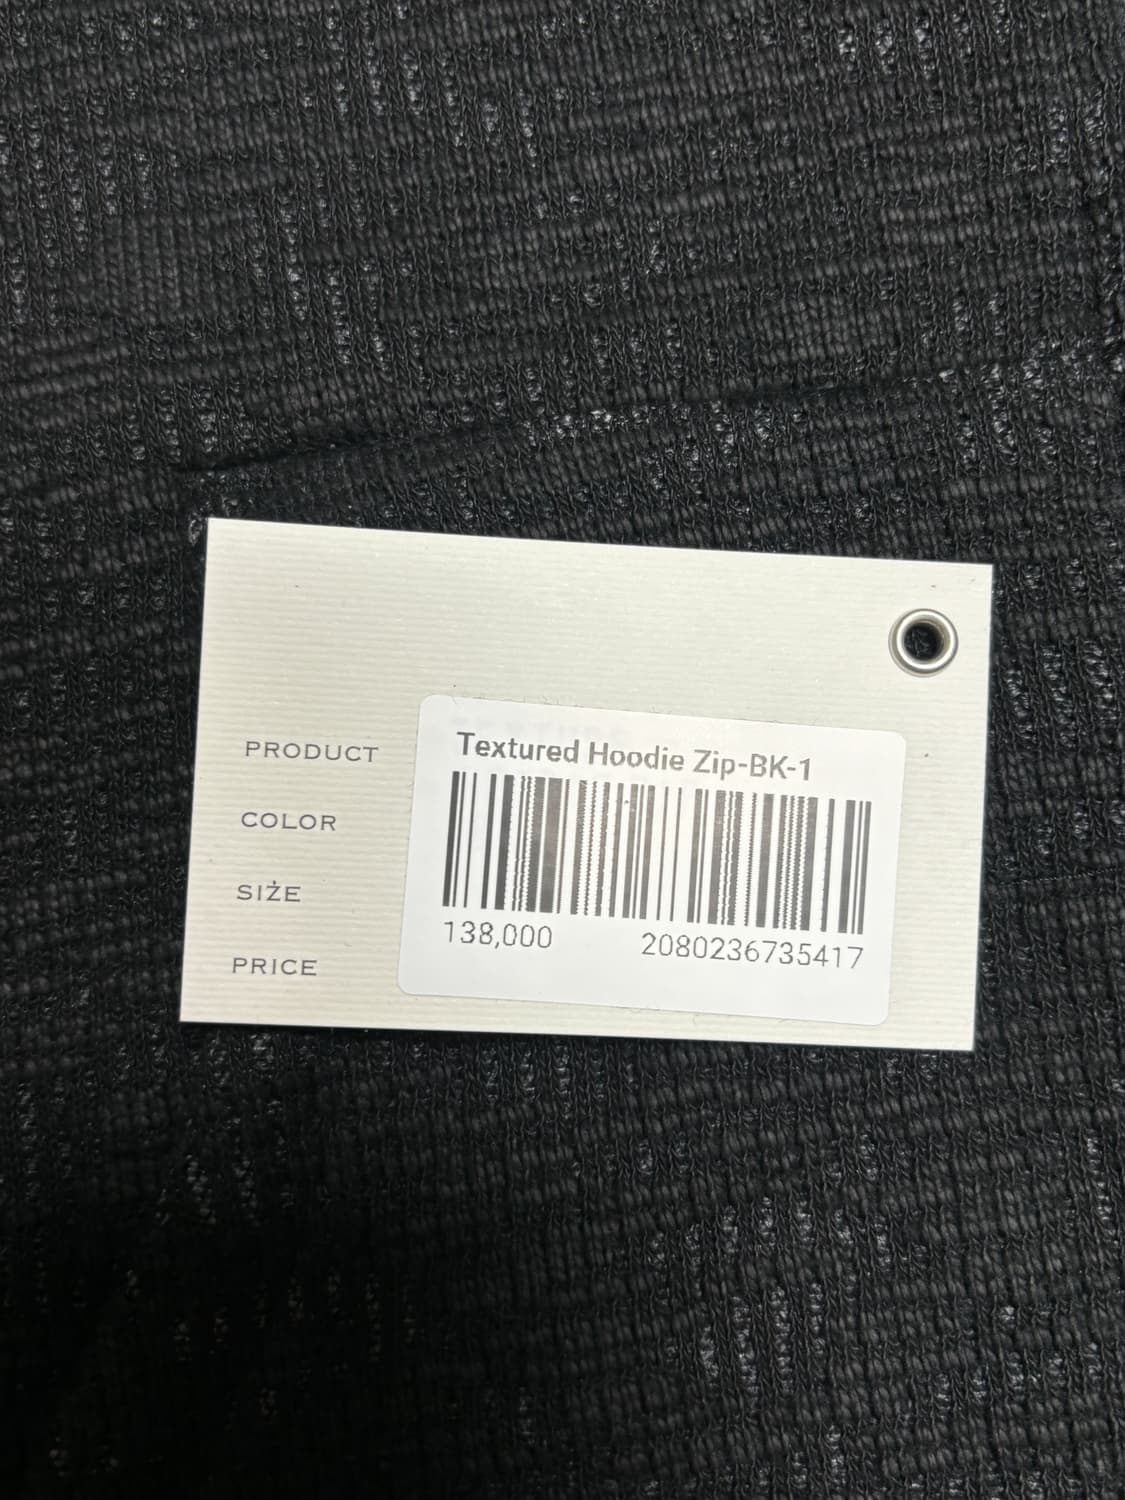 Textured Hoodie Zip-BK-1
PRODUCT
COLOR
SIZE
138,000 2080236735417
PRICE